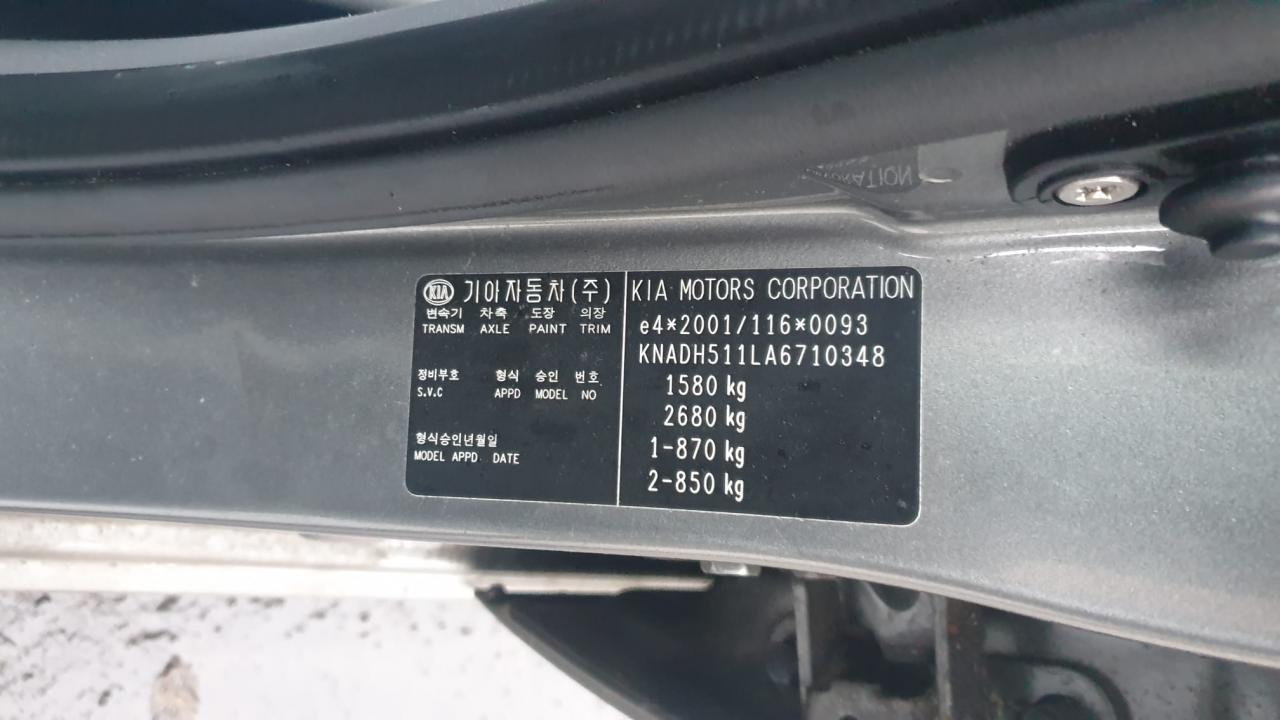 KIA 기아자동차(주)
변속기 차축 도장 의장
TRANSM AXLE PAINT TRIM
정비부호 형식 승인 번호
S.V.C APPD MODEL NO
형식승인년월일
MODEL APPD DATE
KIA MOTORS CORPORATION
e4*2001/116*0093
KNADH511LA6710348
1580 kg
2680 kg
1-870 kg
2-850 kg